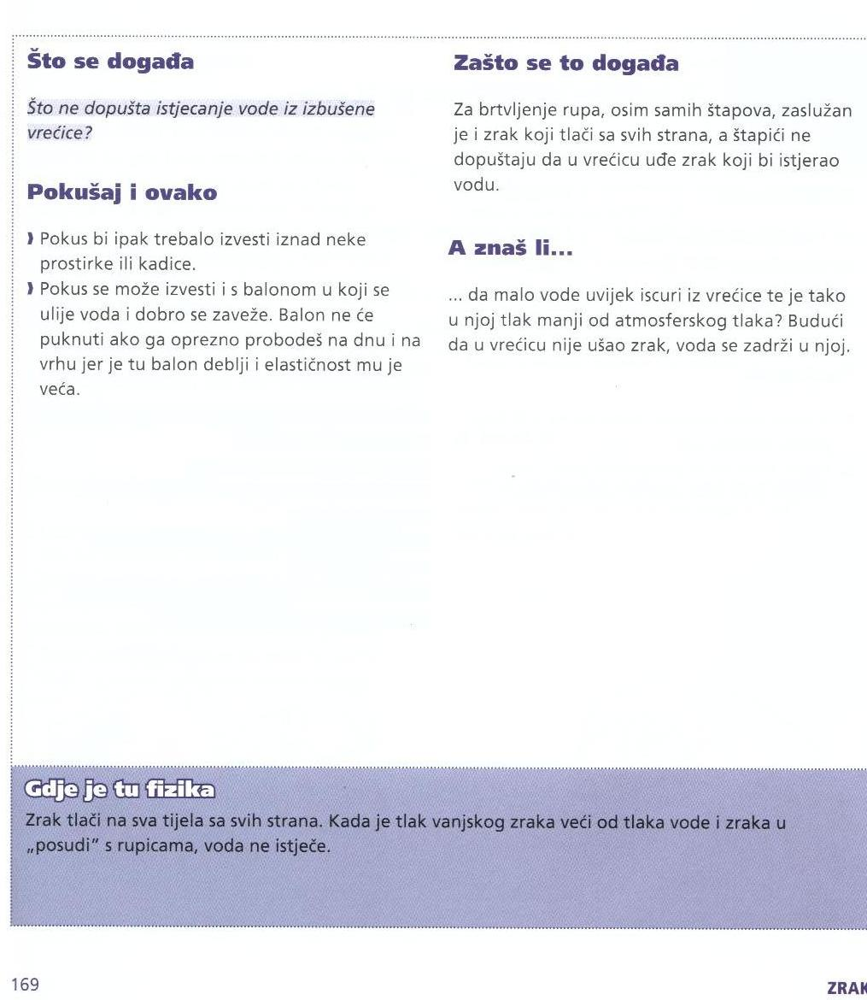 Što se događa
Što ne dopušta istjecanje vode iz izbušene
vrećice?
Pokušaj i ovako
Pokus bi ipak trebalo izvesti iznad neke
prostirke ili kadice.
Pokus se može izvesti i s balonom u koji se
ulije voda i dobro se zaveže. Balon ne će
puknuti ako ga oprezno probodeš na dnu i na
vrhu jer je tu balon deblji i elastičnost mu je
veća.
Zašto se to događa
Za brtvljenje rupa, osim samih štapova, zaslužan
je i zrak koji tlači sa svih strana, a štapići ne
dopuštaju da u vrećicu uđe zrak koji bi istjerao
vodu.
A znaš li...
... da malo vode uvijek iscuri iz vrećice te je tako
u njoj tlak manji od atmosferskog tlaka? Budući
da u vrećicu nije ušao zrak, voda se zadrži u njoj.
Gdje je tu fizika
Zrak tlači na sva tijela sa svih strana. Kada je tlak vanjskog zraka veći od tlaka vode i zraka u
„posudi” s rupicama, voda ne istječe.
169
ZRAK